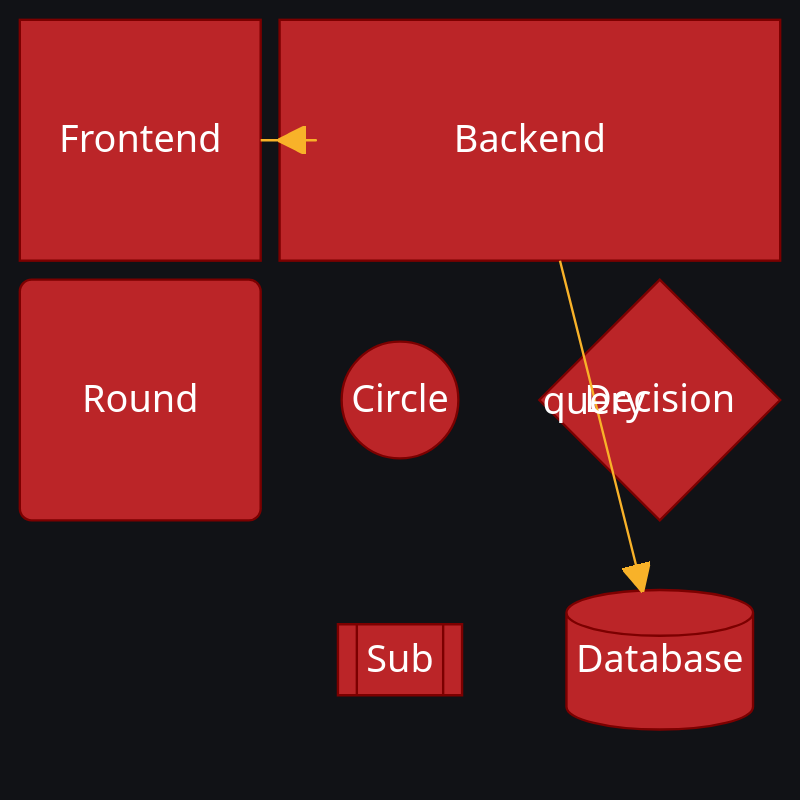 Frontend
Backend
Round
Circle
query
Decision
Sub
Database